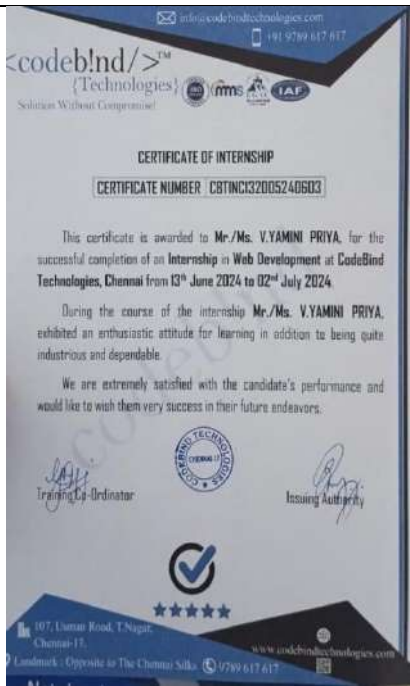 info@codebindtechnologies.com
+91 9789 617 617
<codeb!nd/>™
{Technologies}
Solution Without Compromise!
ISO
IAF
CERTIFICATE OF INTERNSHIP
CERTIFICATE NUMBER CBTINC132005240603
This certificate is awarded to Mr./Ms. V.YAMINI PRIYA, for the
successful completion of an Internship in Web Development at CodeBind
Technologies, Chennai from 13th June 2024 to 02nd July 2024.
During the course of the internship Mr./Ms. V.YAMINI PRIYA,
exhibited an enthusiastic attitude for learning in addition to being quite
industrious and dependable.
We are extremely satisfied with the candidate's performance and
would like to wish them very success in their future endeavors.
CODEBIND TECHNOLOGIES
CHENNAI-17
Training Co-Ordinator
Issuing Authority
107, Usman Road, T.Nagar,
Chennai-17.
www.codebindtechnologies.com
Landmark : Opposite to The Chennai Silks
9789 617 617